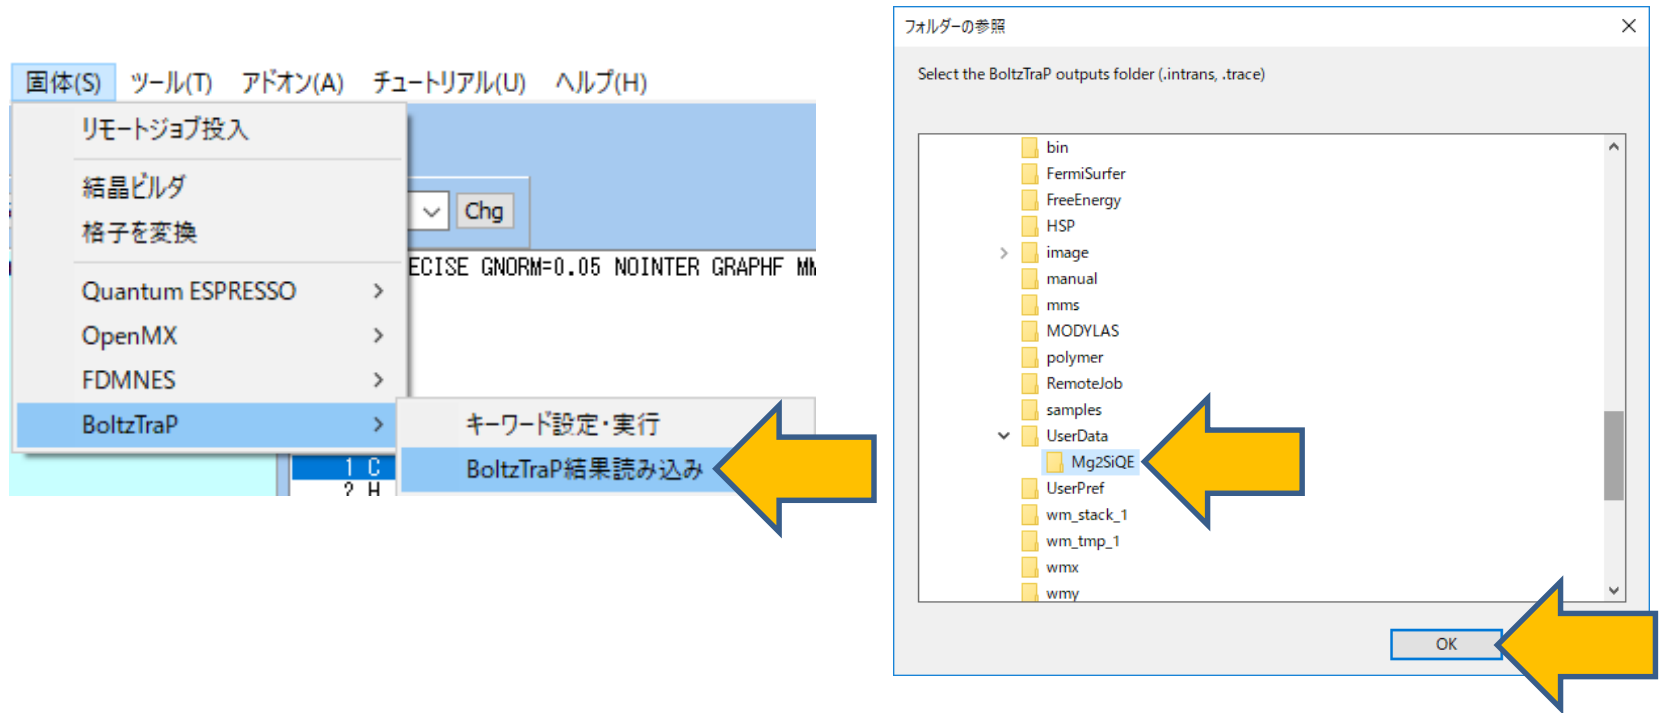 固体(S) ツール(T) アドオン(A) チュートリアル(U) ヘルプ(H)
リモートジョブ投入
結晶ビルダ
格子を変換
Quantum ESPRESSO
OpenMX
FDMNES
BoltzTraP
Chg
ECISE GNORM=0.05 NOINTER GRAPHF
キーワード設定・実行
BoltzTraP結果読み込み
1 C
2 H
フォルダーの参照
Select the BoltzTraP outputs folder (.intrans, .trace)
bin
FermiSurfer
FreeEnergy
HSP
image
manual
mms
MODYLAS
polymer
RemoteJob
samples
UserData
Mg2SiQE
UserPref
wm_stack_1
wm_tmp_1
wmx
wmy
OK